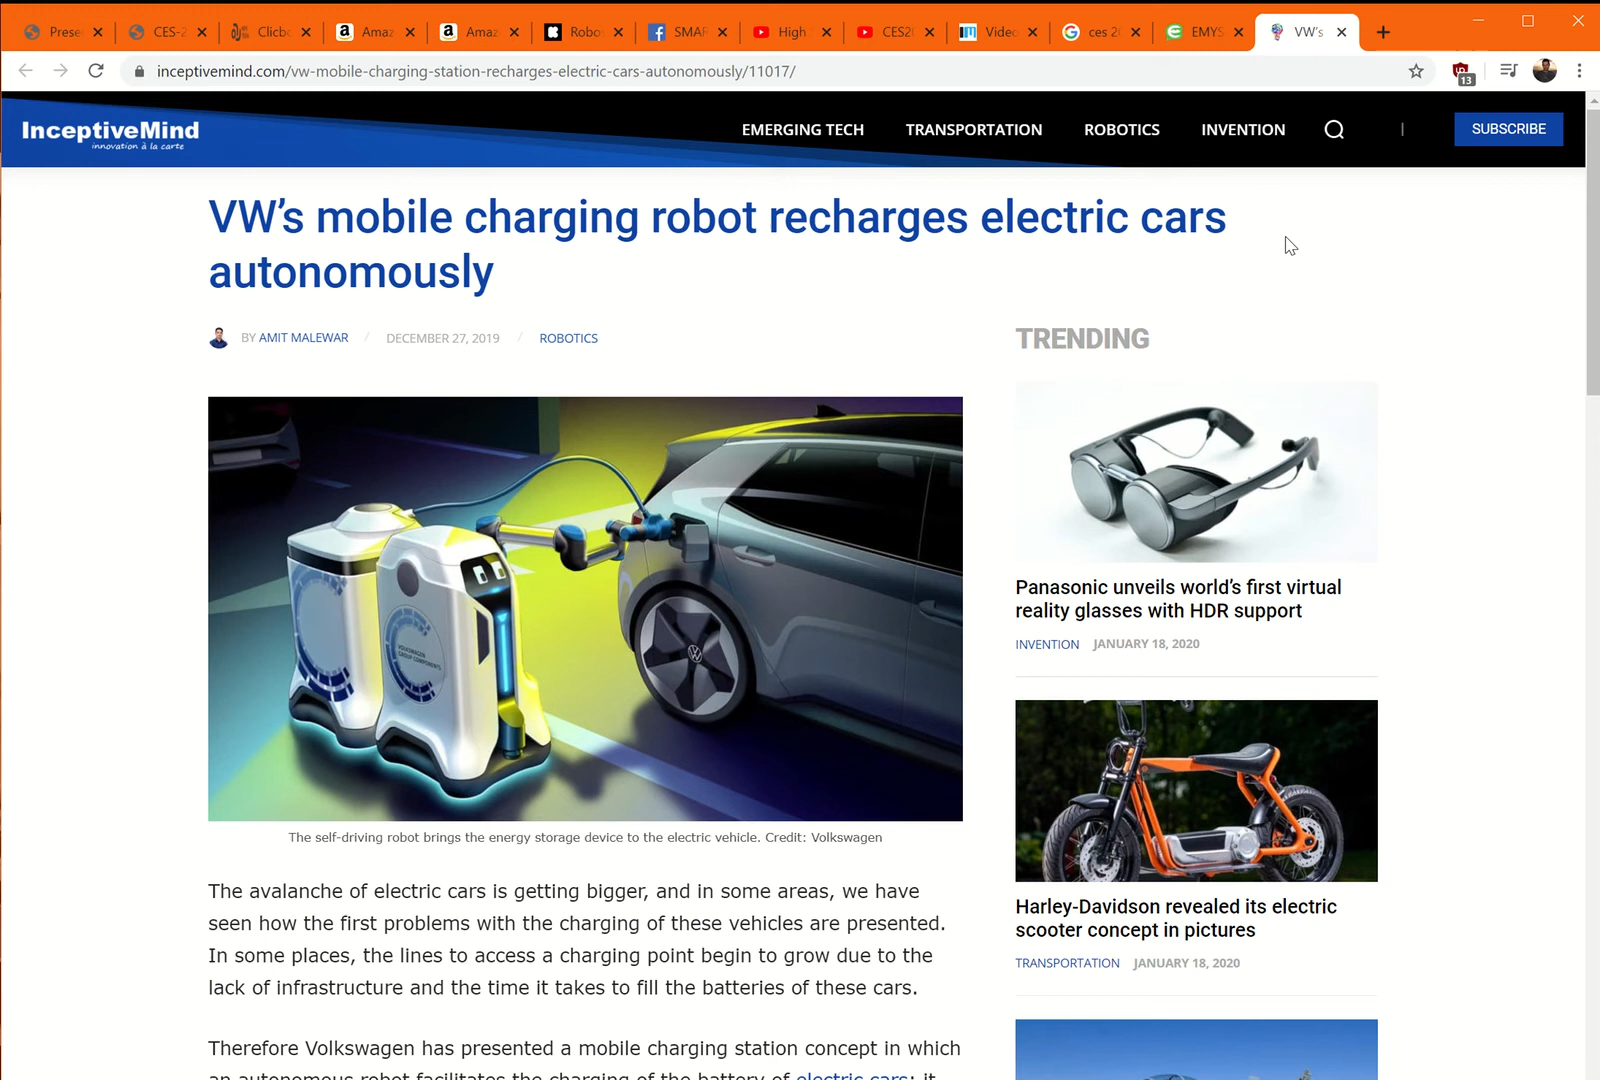 Prese
CES-2
Clicbo
Amaz
Amaz
Robo
SMAR
High
CES2
Video
ces 2
EMYS
VW's
inceptivemind.com/vw-mobile-charging-station-recharges-electric-cars-autonomously/11017/
13
InceptiveMind
innovation à la carte
EMERGING TECH
TRANSPORTATION
ROBOTICS
INVENTION
SUBSCRIBE
VW’s mobile charging robot recharges electric cars
autonomously
BY AMIT MALEWAR / DECEMBER 27, 2019 / ROBOTICS
VOLKSWAGEN
GROUP COMPONENTS
The self-driving robot brings the energy storage device to the electric vehicle. Credit: Volkswagen
The avalanche of electric cars is getting bigger, and in some areas, we have
seen how the first problems with the charging of these vehicles are presented.
In some places, the lines to access a charging point begin to grow due to the
lack of infrastructure and the time it takes to fill the batteries of these cars.
Therefore Volkswagen has presented a mobile charging station concept in which
an autonomous robot facilitates the charging of the battery of electric cars; it
TRENDING
Panasonic unveils world’s first virtual
reality glasses with HDR support
INVENTION JANUARY 18, 2020
Harley-Davidson revealed its electric
scooter concept in pictures
TRANSPORTATION JANUARY 18, 2020